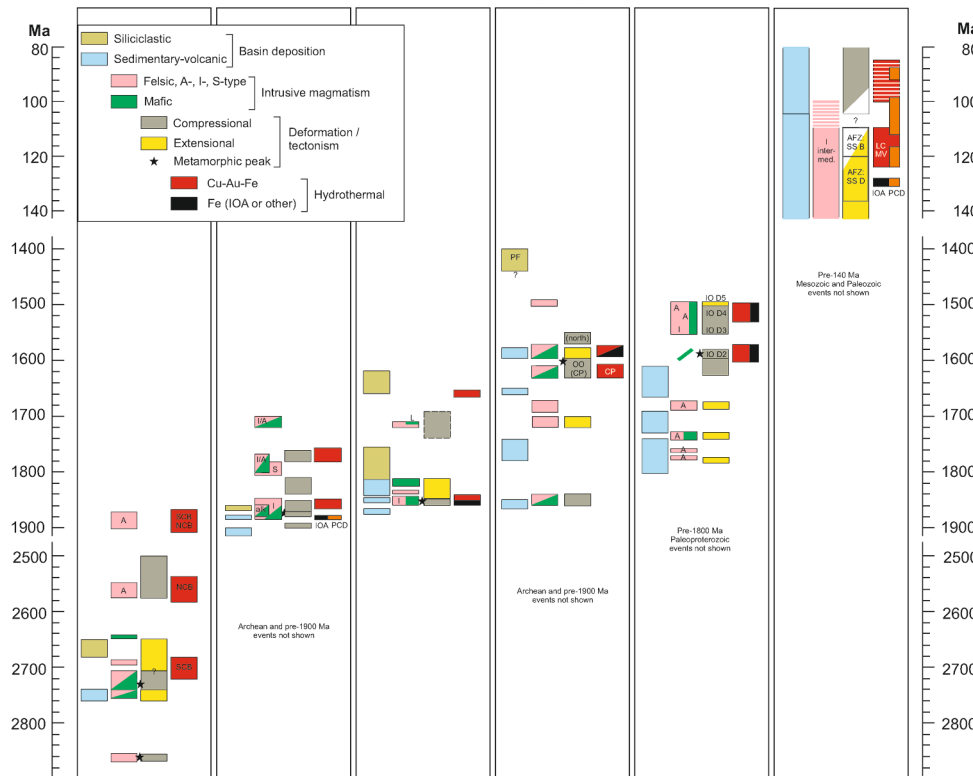 Ma
Ma
80
100
120
140
1400
1500
1600
1700
1800
1900
2500
2600
2700
2800
Siliciclastic
Sedimentary-volcanic
Basin deposition
Felsic, A-, I-, S-type
Mafic
Intrusive magmatism
Compressional
Extensional
Metamorphic peak
Deformation /
tectonism
Cu-Au-Fe
Fe (IOA or other)
Hydrothermal
A
NCB
A
NCB
SCB
?
I/A
I/A
S
I
IOA PCD
Archean and pre-1900 Ma
events not shown
L
I
PF
?
(north)
OO
(CP)
CP
Archean and pre-1900 Ma
events not shown
IO D5
A
A
I
IO D4
IO D3
IO D2
A
A
A
A
Pre-1800 Ma
Paleoproterozoic
events not shown
?
I
inter-
med.
AFZ:
SS B
AFZ:
SS D
LC
MV
IOA PCD
Pre-140 Ma
Mesozoic and Paleozoic
events not shown
80
100
120
140
1400
1500
1600
1700
1800
1900
2500
2600
2700
2800